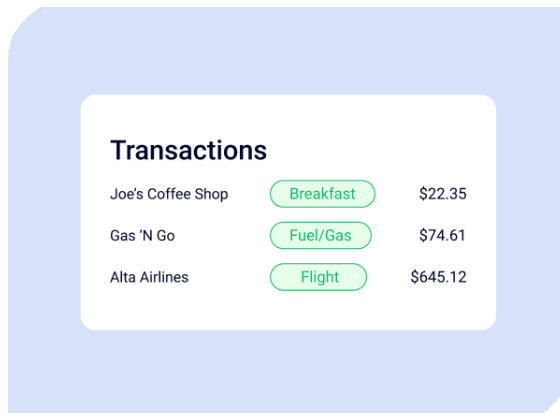 Transactions
Joe’s Coffee Shop Breakfast $22.35
Gas ‘N Go Fuel/Gas $74.61
Alta Airlines Flight $645.12